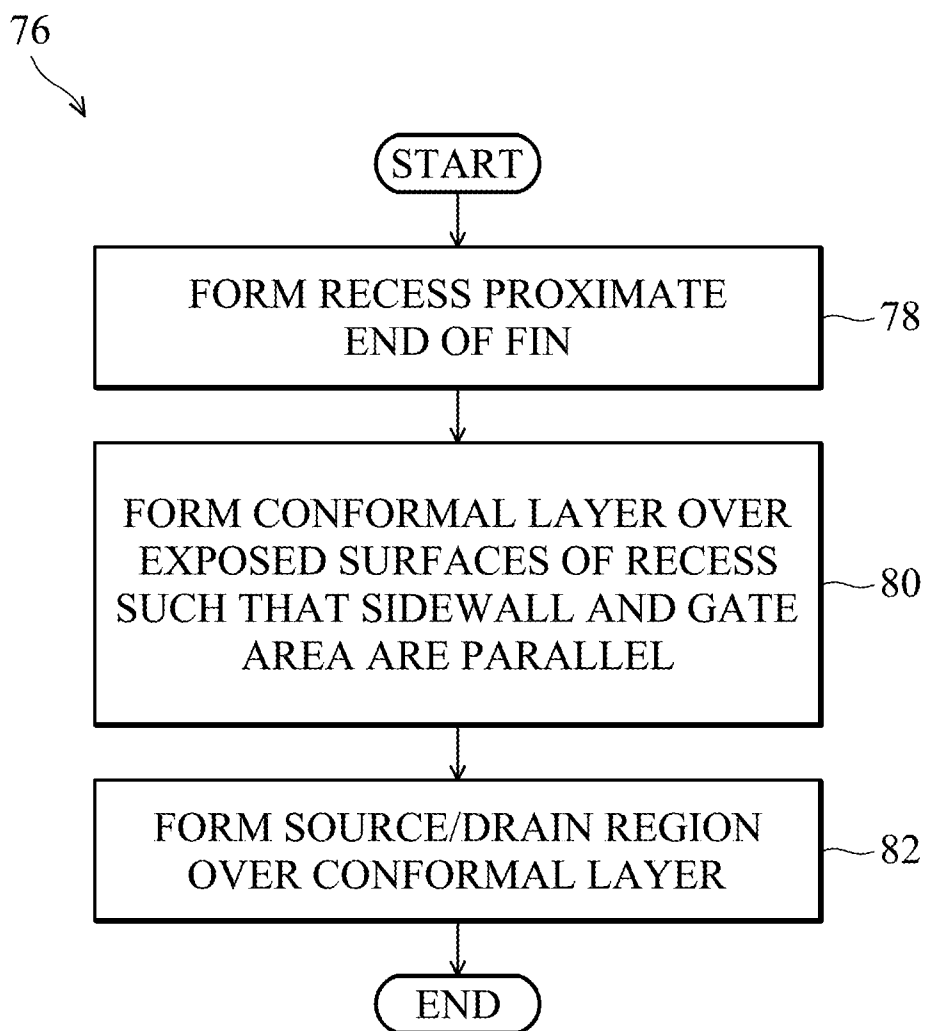 76
START
FORM RECESS PROXIMATE
END OF FIN
78
FORM CONFORMAL LAYER OVER
EXPOSED SURFACES OF RECESS
SUCH THAT SIDEWALL AND GATE
AREA ARE PARALLEL
80
FORM SOURCE/DRAIN REGION
OVER CONFORMAL LAYER
82
END